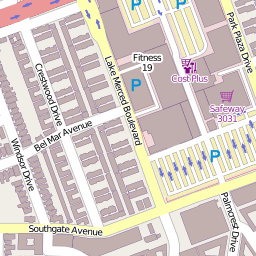 P
Park Plaza Drive
Fitness
19
Cost Plus
Crestwood Drive
Lake Merced Boulevard
P
Safeway
3031
Bel Mar Avenue
Windsor Drive
P
Palmcrest Drive
Southgate Avenue